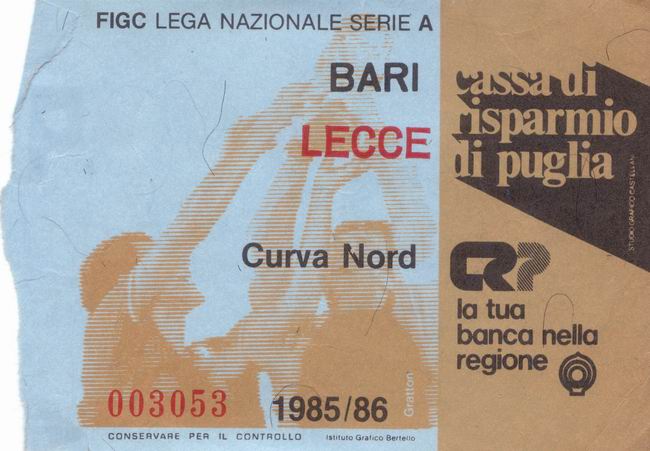 FIGC LEGA NAZIONALE SERIE A
BARI
LECCE
Curva Nord
003053
1985/86
Gratton
CONSERVARE PER IL CONTROLLO
Istituto Grafico Bertello
cassa di
risparmio
di puglia
STUDIO GRAFICO CASTELLANI
CRP
la tua
banca nella
regione